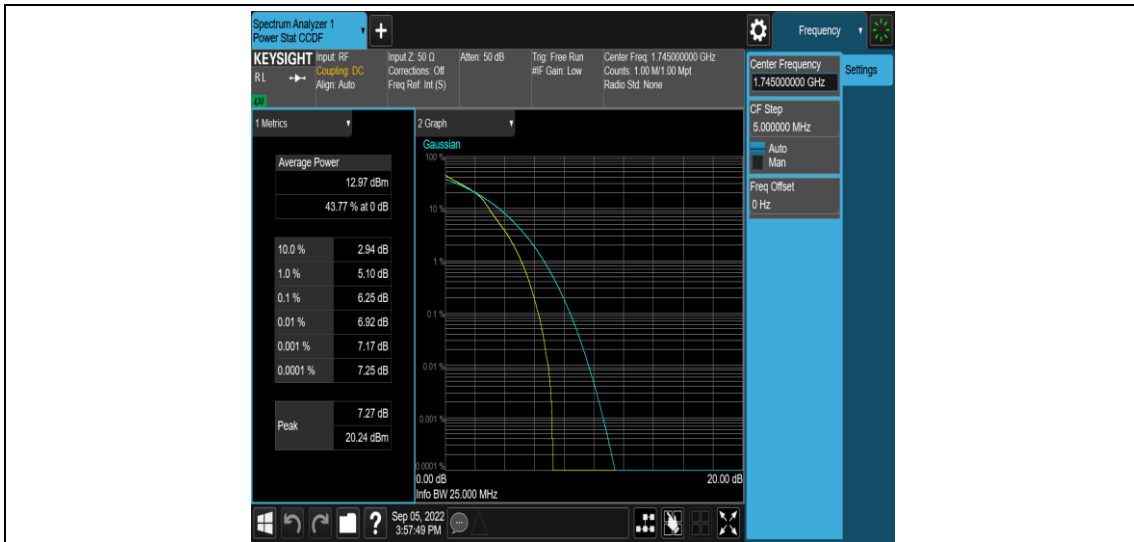 Spectrum Analyzer 1
Power Stat CCDF
+
Frequency
KEYSIGHT
RL
Input: RF
Coupling: DC
Align: Auto
Input Z: 50 Ω
Corrections: Off
Freq Ref: Int (S)
Atten: 50 dB
Trig: Free Run
#IF Gain: Low
Center Freq: 1.745000000 GHz
Counts: 1.00 M/1.00 Mpt
Radio Std: None
Center Frequency
1.745000000 GHz
Settings
CF Step
5.000000 MHz
Auto
Man
Freq Offset
0 Hz
1 Metrics
Average Power
12.97 dBm
43.77 % at 0 dB
10.0 % 2.94 dB
1.0 % 5.10 dB
0.1 % 6.25 dB
0.01 % 6.92 dB
0.001 % 7.17 dB
0.0001 % 7.25 dB
Peak
7.27 dB
20.24 dBm
2 Graph
Gaussian
100 %
10 %
1 %
0.1 %
0.01 %
0.001 %
0.0001 %
0.00 dB 20.00 dB
Info BW 25.000 MHz
? Sep 05, 2022
3:57:49 PM